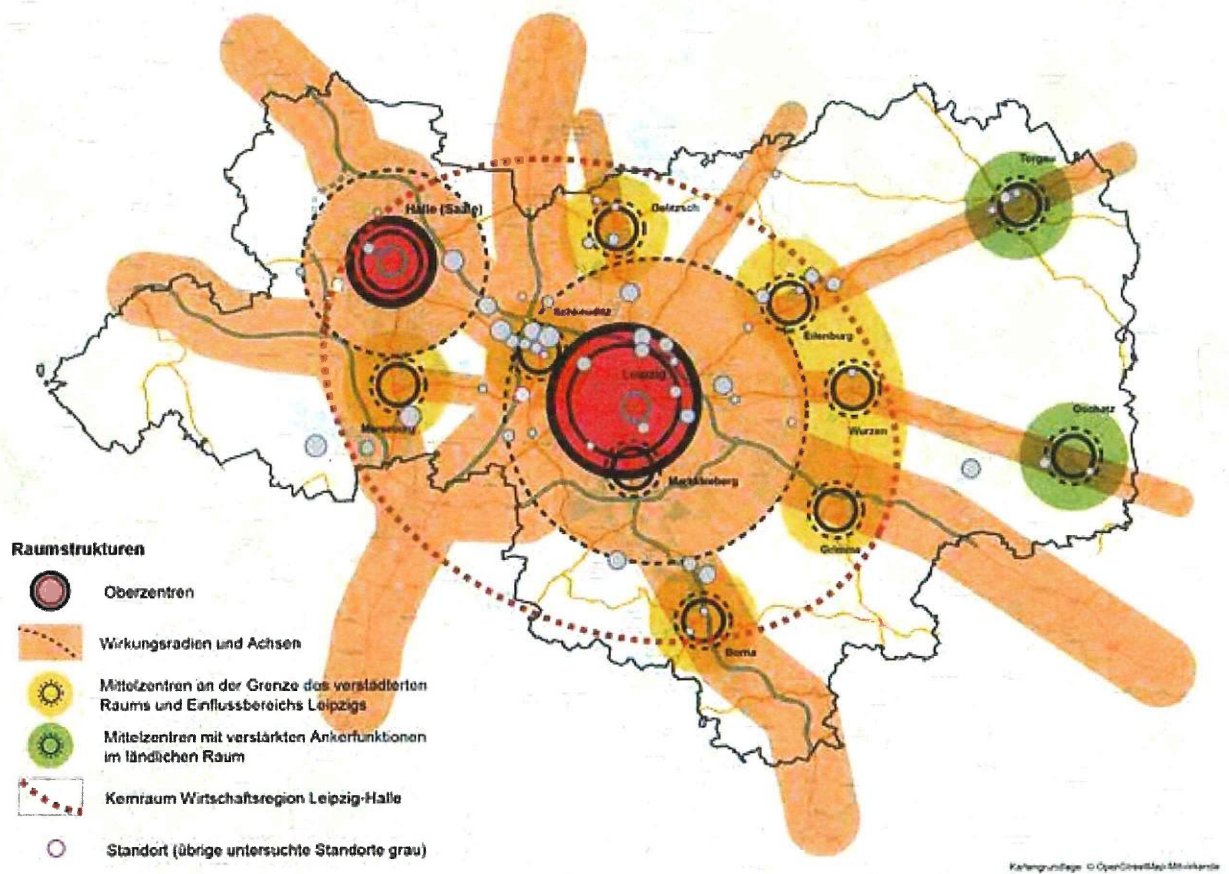 Torgau
Halle (Saale)
Delitzsch
Eilenburg
Leipzig
Merseburg
Wurzen
Oschatz
Markkleeberg
Grimma
Borna
Raumstrukturen
Oberzentren
Wirkungsradien und Achsen
Mittelzentren an der Grenze des verstädterten
Raums und Einflussbereichs Leipzigs
Mittelzentren mit verstärkten Ankerfunktionen
im ländlichen Raum
Kernraum Wirtschaftsregion Leipzig-Halle
Standort (übrige untersuchte Standorte grau)
Kartengrundlage: © OpenStreetMap-Mitwirkende